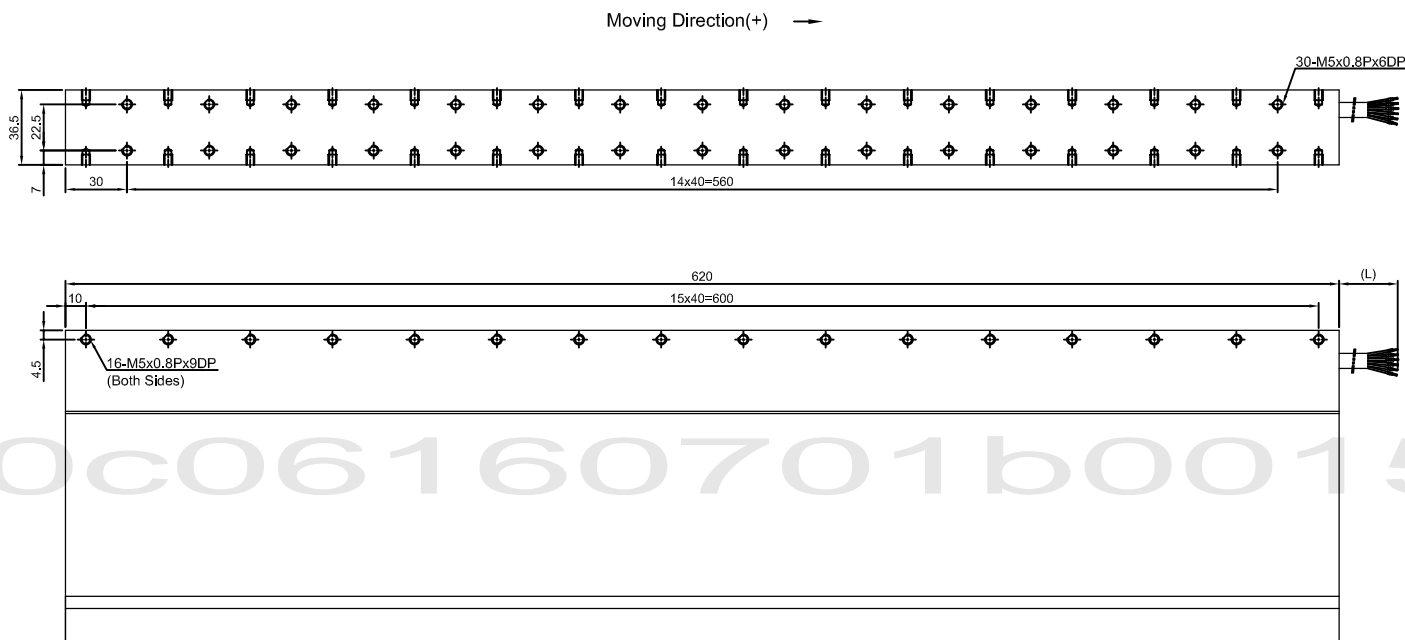 Moving Direction(+)
30-M5x0.8Px6DP
36.5
22.5
7
30
14x40=560
620
(L)
10
15x40=600
4.5
16-M5x0.8Px9DP
(Both Sides)
0c06160701b0015